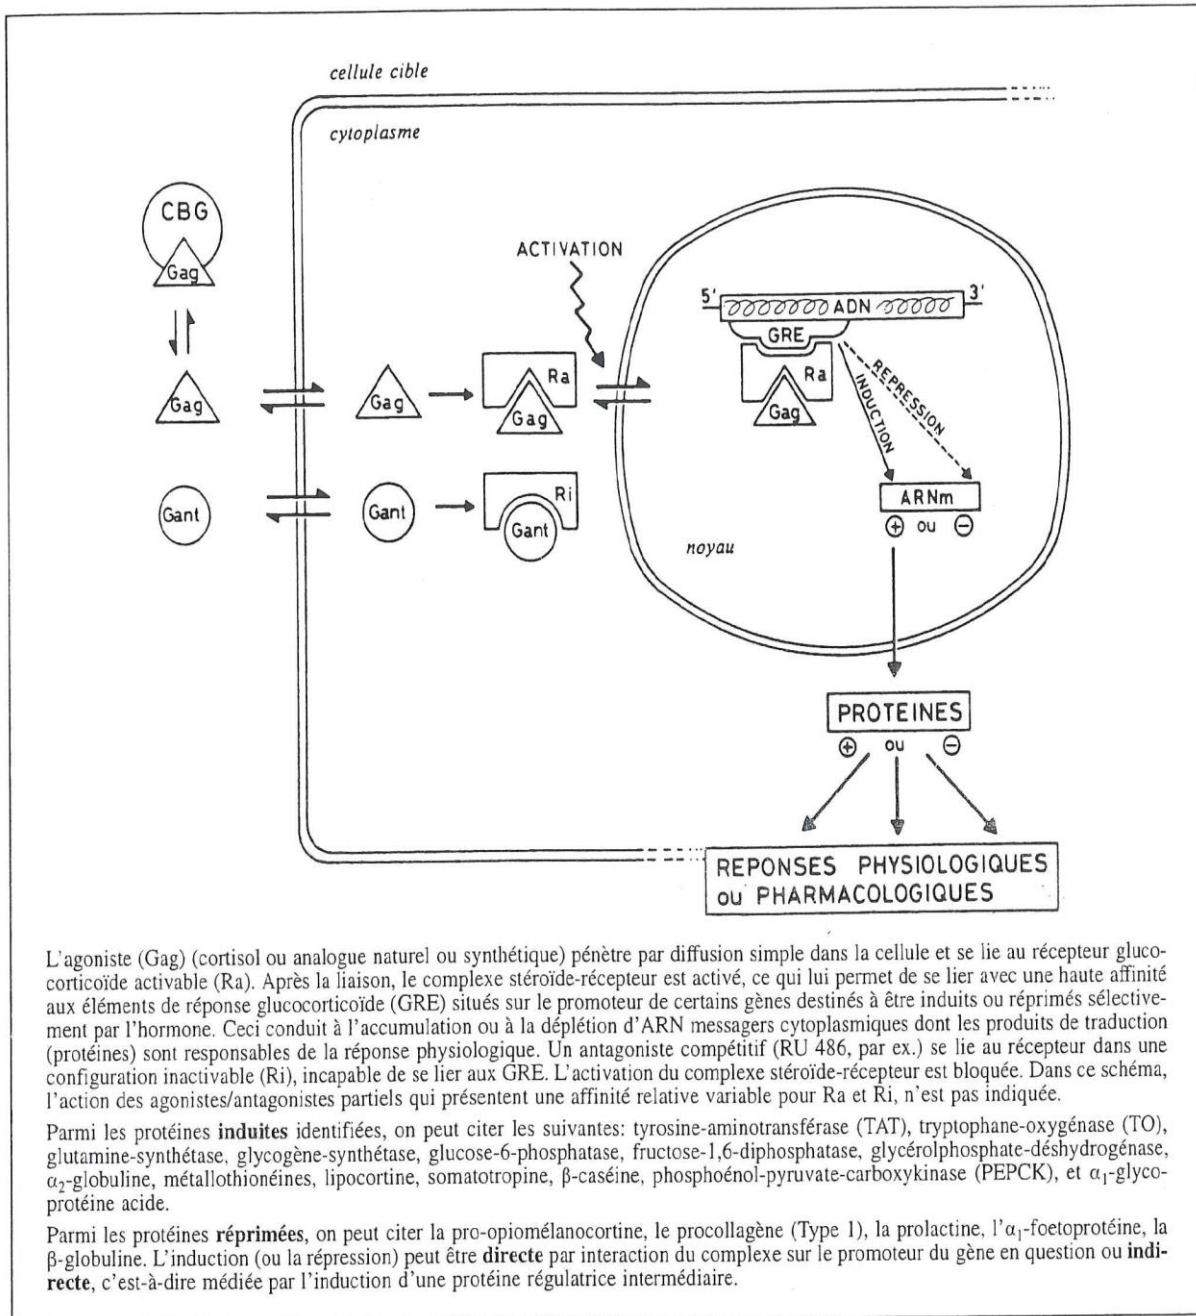 cellule cible
cytoplasme
CBG
Gag
ACTIVATION
5' ADN 3'
GRE
Ra
Gag
INDUCTION
REPRESSION
Gag
Gag
Ra
Gag
ARNm
⊕ ou ⊖
Gant
Gant
Ri
Gant
noyau
PROTEINES
⊕ ou ⊖
REPONSES PHYSIOLOGIQUES
ou PHARMACOLOGIQUES
L'agoniste (Gag) (cortisol ou analogue naturel ou synthétique) pénètre par diffusion simple dans la cellule et se lie au récepteur gluco-
corticoïde activable (Ra). Après la liaison, le complexe stéroïde-récepteur est activé, ce qui lui permet de se lier avec une haute affinité
aux éléments de réponse glucocorticoïde (GRE) situés sur le promoteur de certains gènes destinés à être induits ou réprimés sélective-
ment par l'hormone. Ceci conduit à l'accumulation ou à la déplétion d'ARN messagers cytoplasmiques dont les produits de traduction
(protéines) sont responsables de la réponse physiologique. Un antagoniste compétitif (RU 486, par ex.) se lie au récepteur dans une
configuration inactivable (Ri), incapable de se lier aux GRE. L'activation du complexe stéroïde-récepteur est bloquée. Dans ce schéma,
l'action des agonistes/antagonistes partiels qui présentent une affinité relative variable pour Ra et Ri, n'est pas indiquée.
Parmi les protéines induites identifiées, on peut citer les suivantes: tyrosine-aminotransférase (TAT), tryptophane-oxygénase (TO),
glutamine-synthétase, glycogène-synthétase, glucose-6-phosphatase, fructose-1,6-diphosphatase, glycérolphosphate-déshydrogénase,
α₂-globuline, métallothionéines, lipocortine, somatotropine, β-caséine, phosphoénol-pyruvate-carboxykinase (PEPCK), et α₁-glyco-
protéine acide.
Parmi les protéines réprimées, on peut citer la pro-opiomélanocortine, le procollagène (Type 1), la prolactine, l'α₁-foetoprotéine, la
β-globuline. L'induction (ou la répression) peut être directe par interaction du complexe sur le promoteur du gène en question ou indi-
recte, c'est-à-dire médiée par l'induction d'une protéine régulatrice intermédiaire.